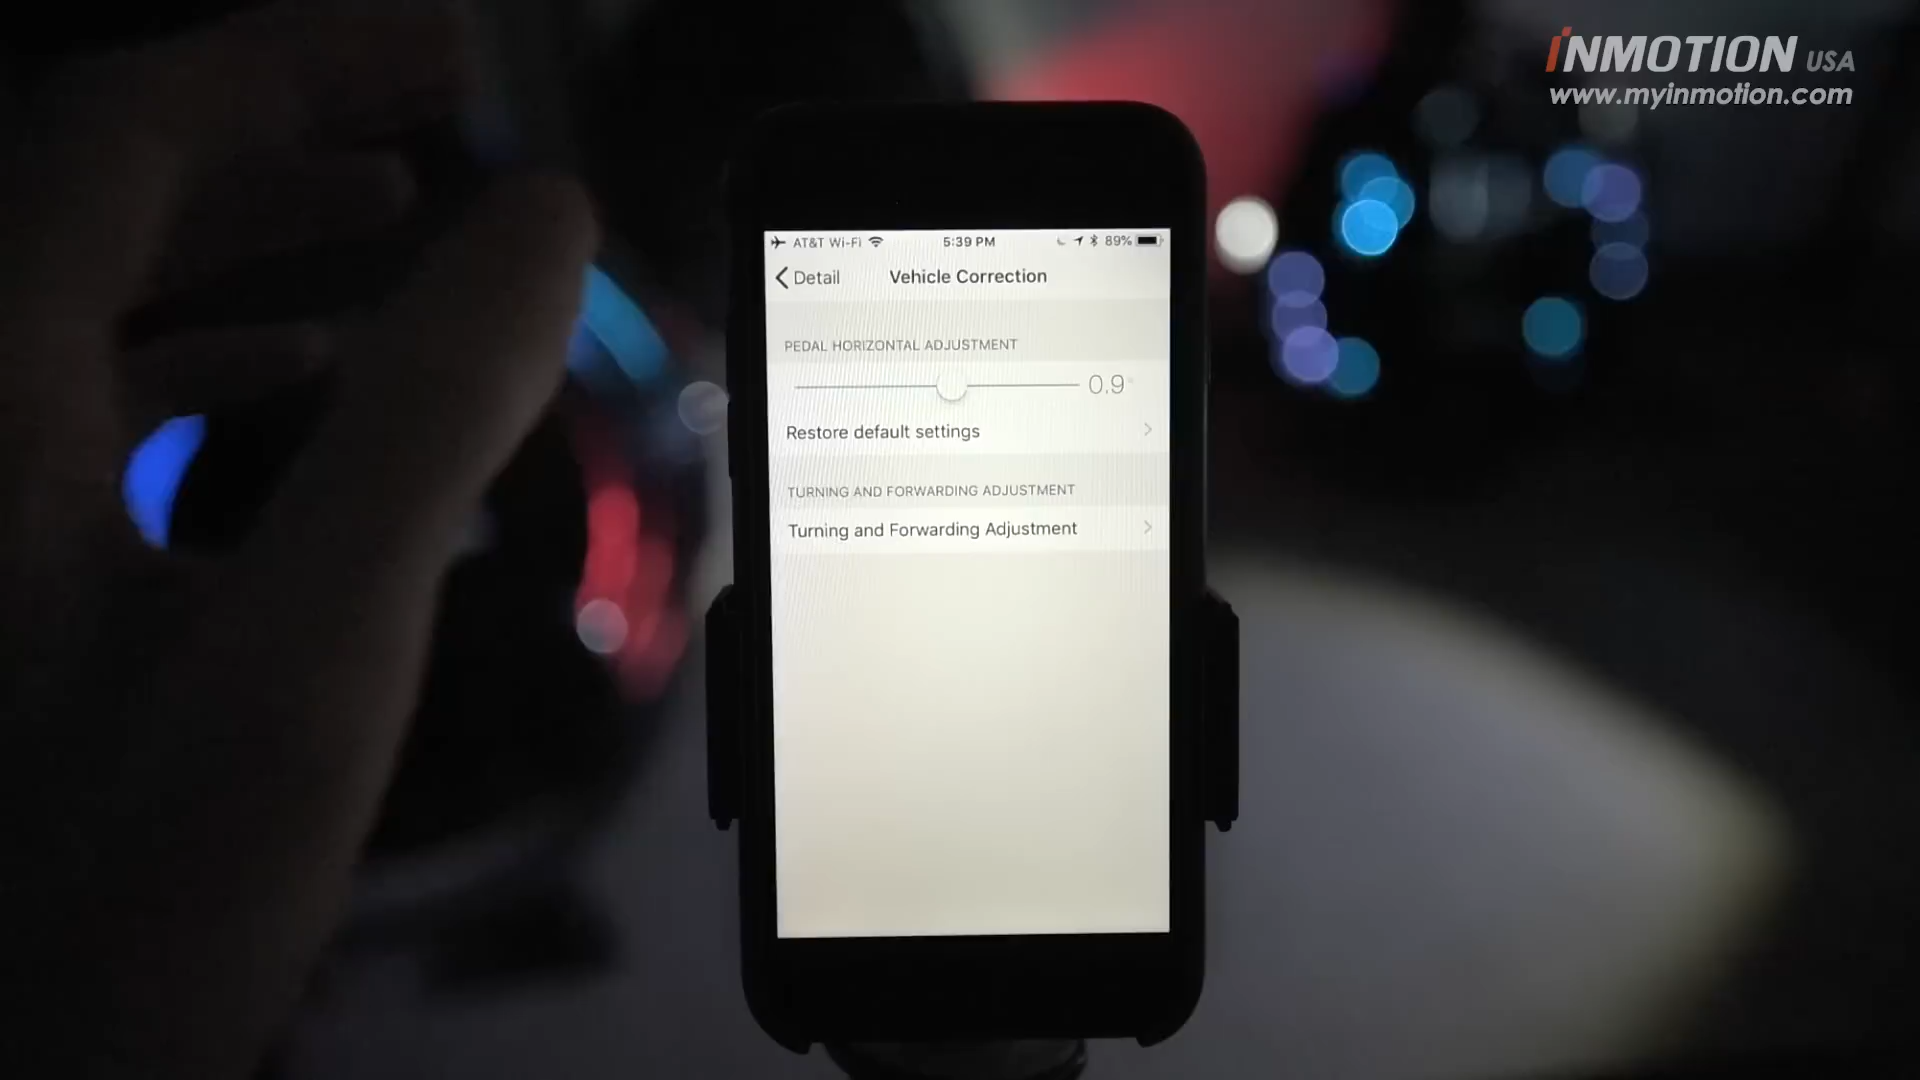 INMOTION USA
www.myinmotion.com
AT&T Wi-Fi 5:39 PM 89%
Detail Vehicle Correction
PEDAL HORIZONTAL ADJUSTMENT
0.9°
Restore default settings
TURNING AND FORWARDING ADJUSTMENT
Turning and Forwarding Adjustment